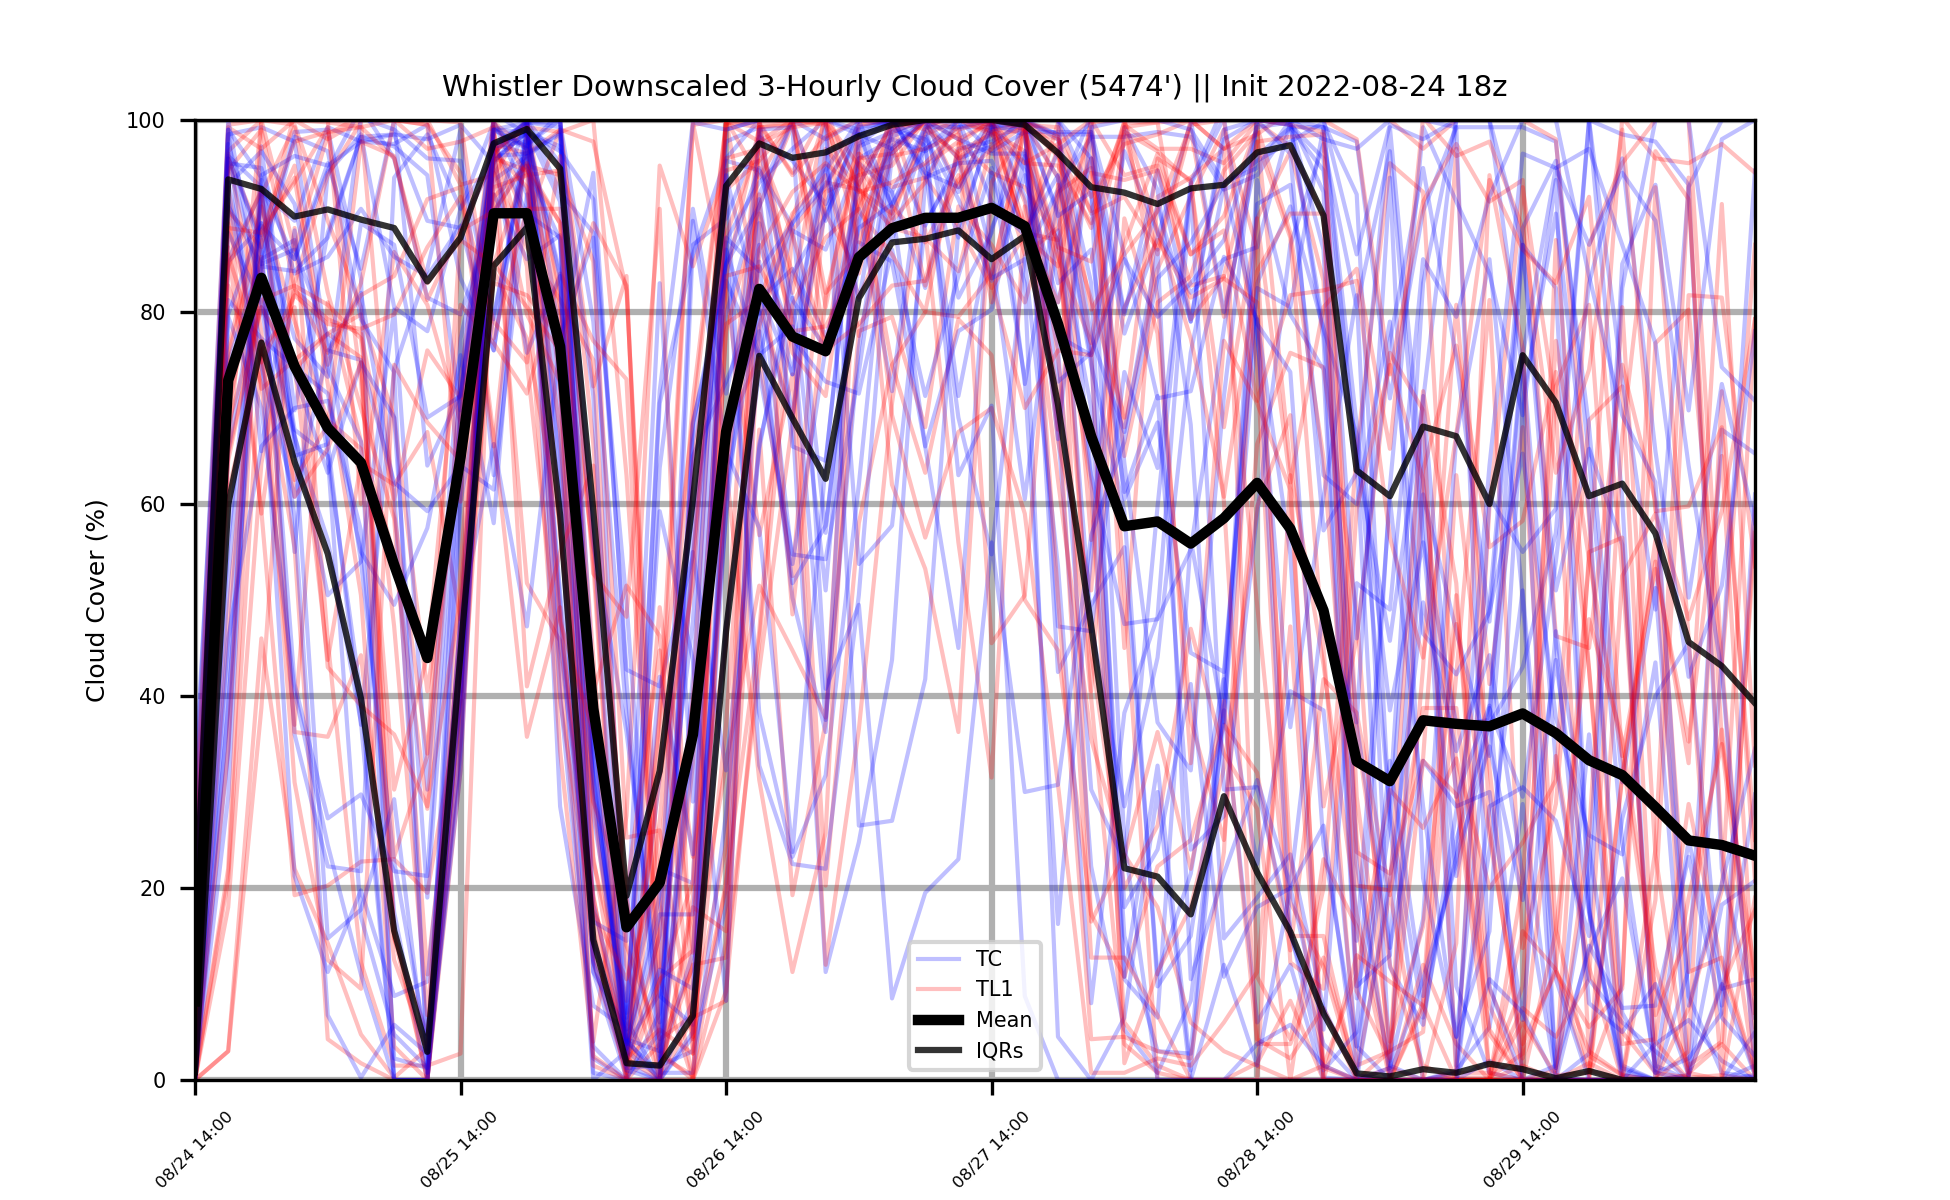 Whistler Downscaled 3-Hourly Cloud Cover (5474') || Init 2022-08-24 18z
Cloud Cover (%)
100
80
60
40
20
0
TC
TL1
Mean
IQRs
08/24 14:00
08/25 14:00
08/26 14:00
08/27 14:00
08/28 14:00
08/29 14:00